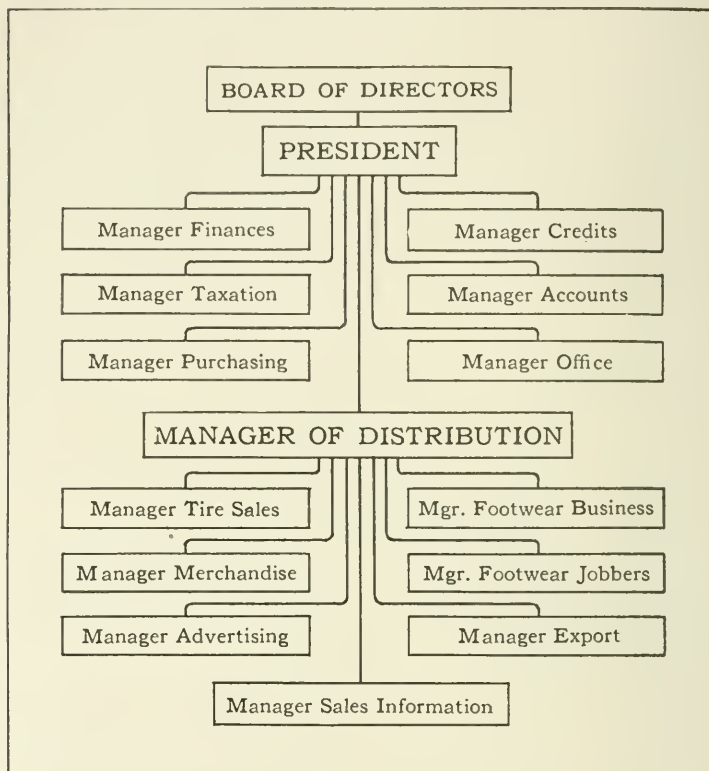 BOARD OF DIRECTORS
PRESIDENT
Manager Finances
Manager Credits
Manager Taxation
Manager Accounts
Manager Purchasing
Manager Office
MANAGER OF DISTRIBUTION
Manager Tire Sales
Mgr. Footwear Business
Manager Merchandise
Mgr. Footwear Jobbers
Manager Advertising
Manager Export
Manager Sales Information